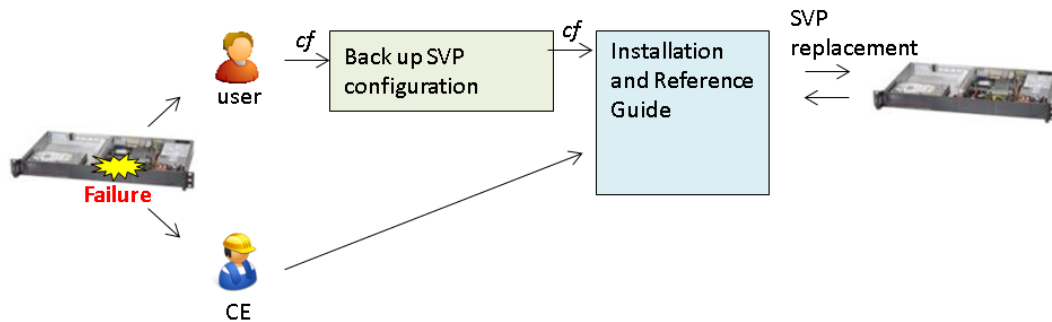 Failure
user
CE
cf
Back up SVP
configuration
cf
Installation
and Reference
Guide
SVP
replacement